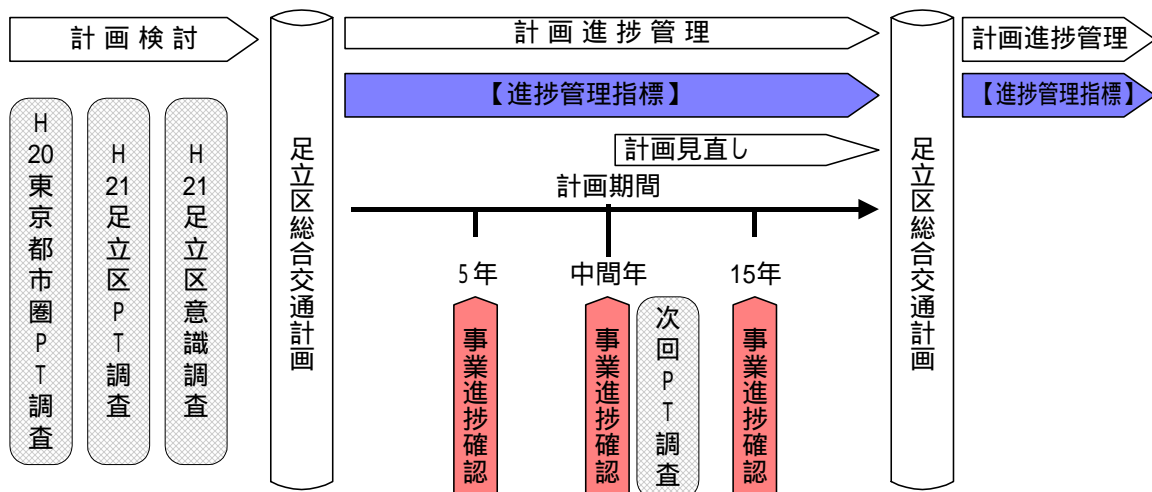 計画検討
計画進捗管理
計画進捗管理
【進捗管理指標】
【進捗管理指標】
計画見直し
計画期間
H20東京都市圏PT調査
H21足立区PT調査
H21足立区意識調査
足立区総合交通計画
5年
中間年
15年
事業進捗確認
事業進捗確認
次回PT調査
事業進捗確認
足立区総合交通計画